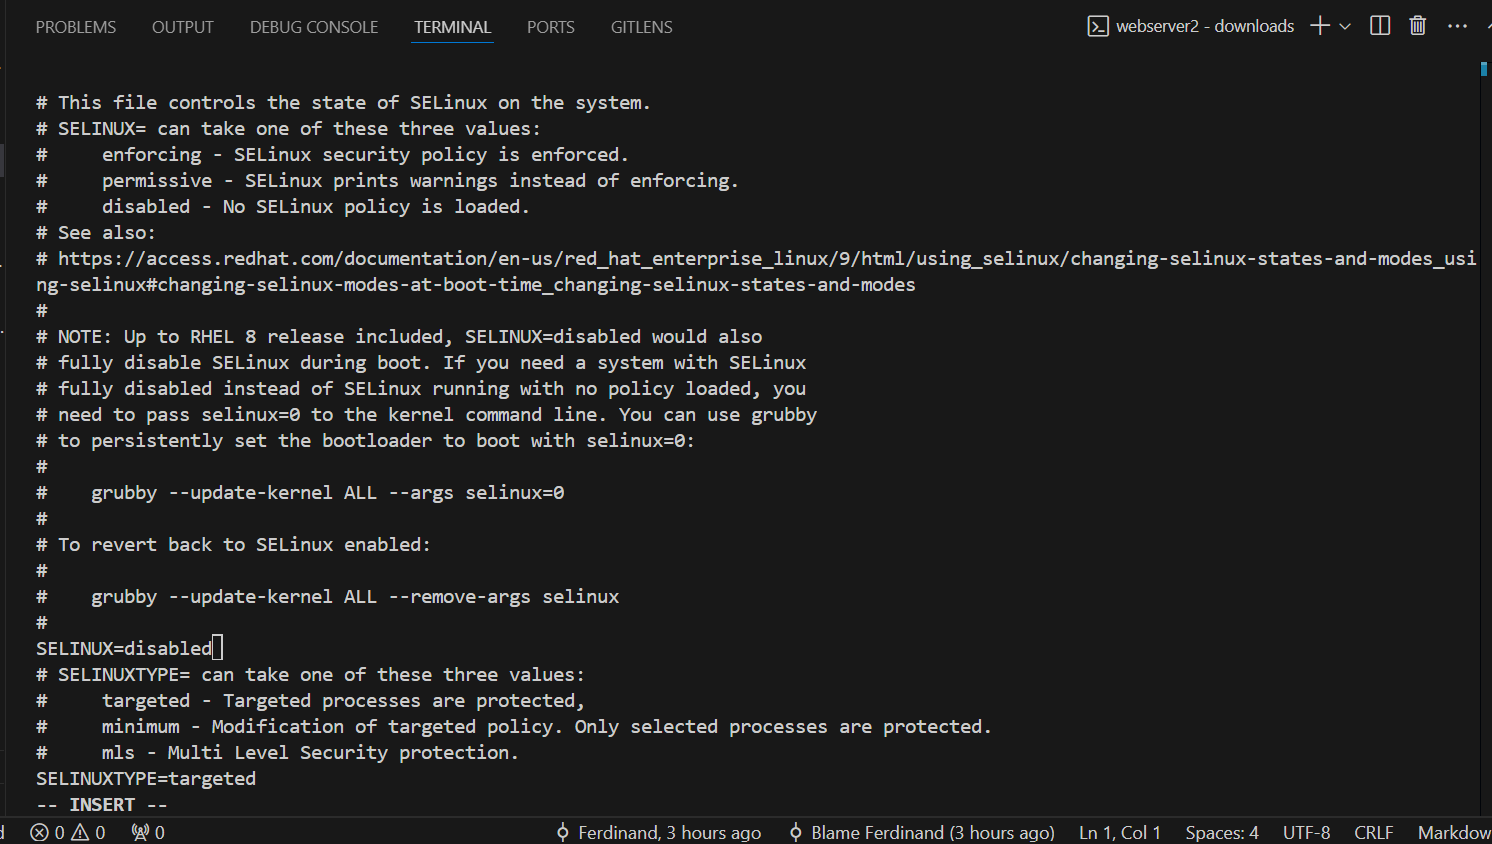 PROBLEMS OUTPUT DEBUG CONSOLE TERMINAL PORTS GITLENS webserver2 - downloads
# This file controls the state of SELinux on the system.
# SELINUX= can take one of these three values:
#     enforcing - SELinux security policy is enforced.
#     permissive - SELinux prints warnings instead of enforcing.
#     disabled - No SELinux policy is loaded.
# See also:
# https://access.redhat.com/documentation/en-us/red_hat_enterprise_linux/9/html/using_selinux/changing-selinux-states-and-modes_usi
ng-selinux#changing-selinux-modes-at-boot-time_changing-selinux-states-and-modes
#
# NOTE: Up to RHEL 8 release included, SELINUX=disabled would also
# fully disable SELinux during boot. If you need a system with SELinux
# fully disabled instead of SELinux running with no policy loaded, you
# need to pass selinux=0 to the kernel command line. You can use grubby
# to persistently set the bootloader to boot with selinux=0:
#
#    grubby --update-kernel ALL --args selinux=0
#
# To revert back to SELinux enabled:
#
#    grubby --update-kernel ALL --remove-args selinux
#
SELINUX=disabled
# SELINUXTYPE= can take one of these three values:
#     targeted - Targeted processes are protected,
#     minimum - Modification of targeted policy. Only selected processes are protected.
#     mls - Multi Level Security protection.
SELINUXTYPE=targeted
-- INSERT --
0 0 0 Ferdinand, 3 hours ago Blame Ferdinand (3 hours ago) Ln 1, Col 1 Spaces: 4 UTF-8 CRLF Markdow